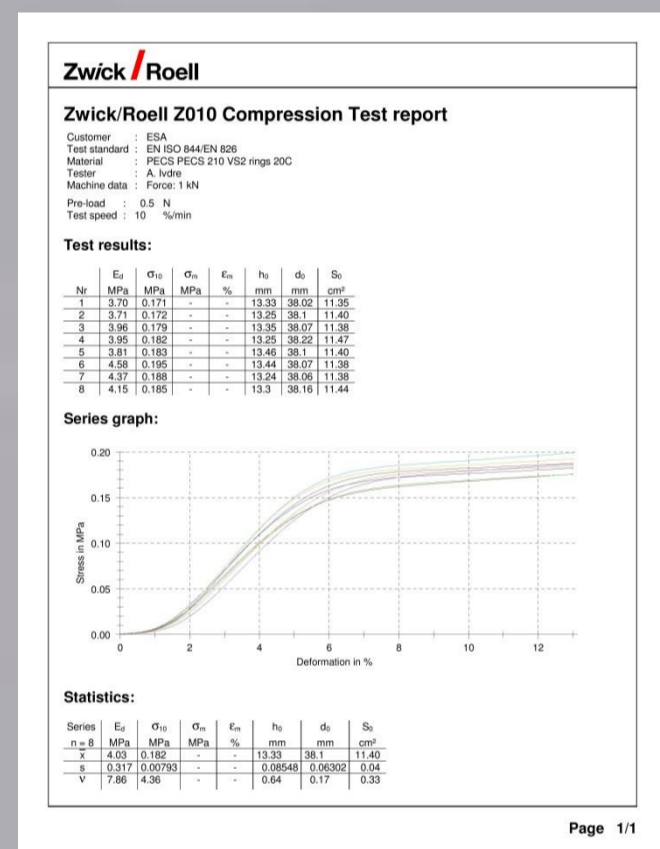 Zwick / Roell
Zwick/Roell Z010 Compression Test report
Customer : ESA
Test standard : EN ISO 844/EN 826
Material : PECS PECS 210 VS2 rings 20C
Tester : A. Ivdre
Machine data : Force: 1 kN
Pre-load : 0.5 N
Test speed : 10 %/min
Test results:
Ed σ10 σm εm h0 d0 S0
Nr MPa MPa MPa % mm mm cm²
1 3.70 0.171 - - 13.33 38.02 11.35
2 3.71 0.172 - - 13.25 38.1 11.40
3 3.96 0.179 - - 13.35 38.07 11.38
4 3.95 0.182 - - 13.25 38.22 11.47
5 3.81 0.183 - - 13.46 38.1 11.40
6 4.58 0.195 - - 13.44 38.07 11.38
7 4.37 0.188 - - 13.24 38.06 11.38
8 4.15 0.185 - - 13.3 38.16 11.44
Series graph:
0.20
0.15
0.10
0.05
0.00
Stress in MPa
0 2 4 6 8 10 12
Deformation in %
Statistics:
Series Ed σ10 σm εm h0 d0 S0
n = 8 MPa MPa MPa % mm mm cm²
x̄ 4.03 0.182 - - 13.33 38.1 11.40
s 0.317 0.00793 - - 0.08548 0.06302 0.04
ν 7.86 4.36 - - 0.64 0.17 0.33
Page 1/1